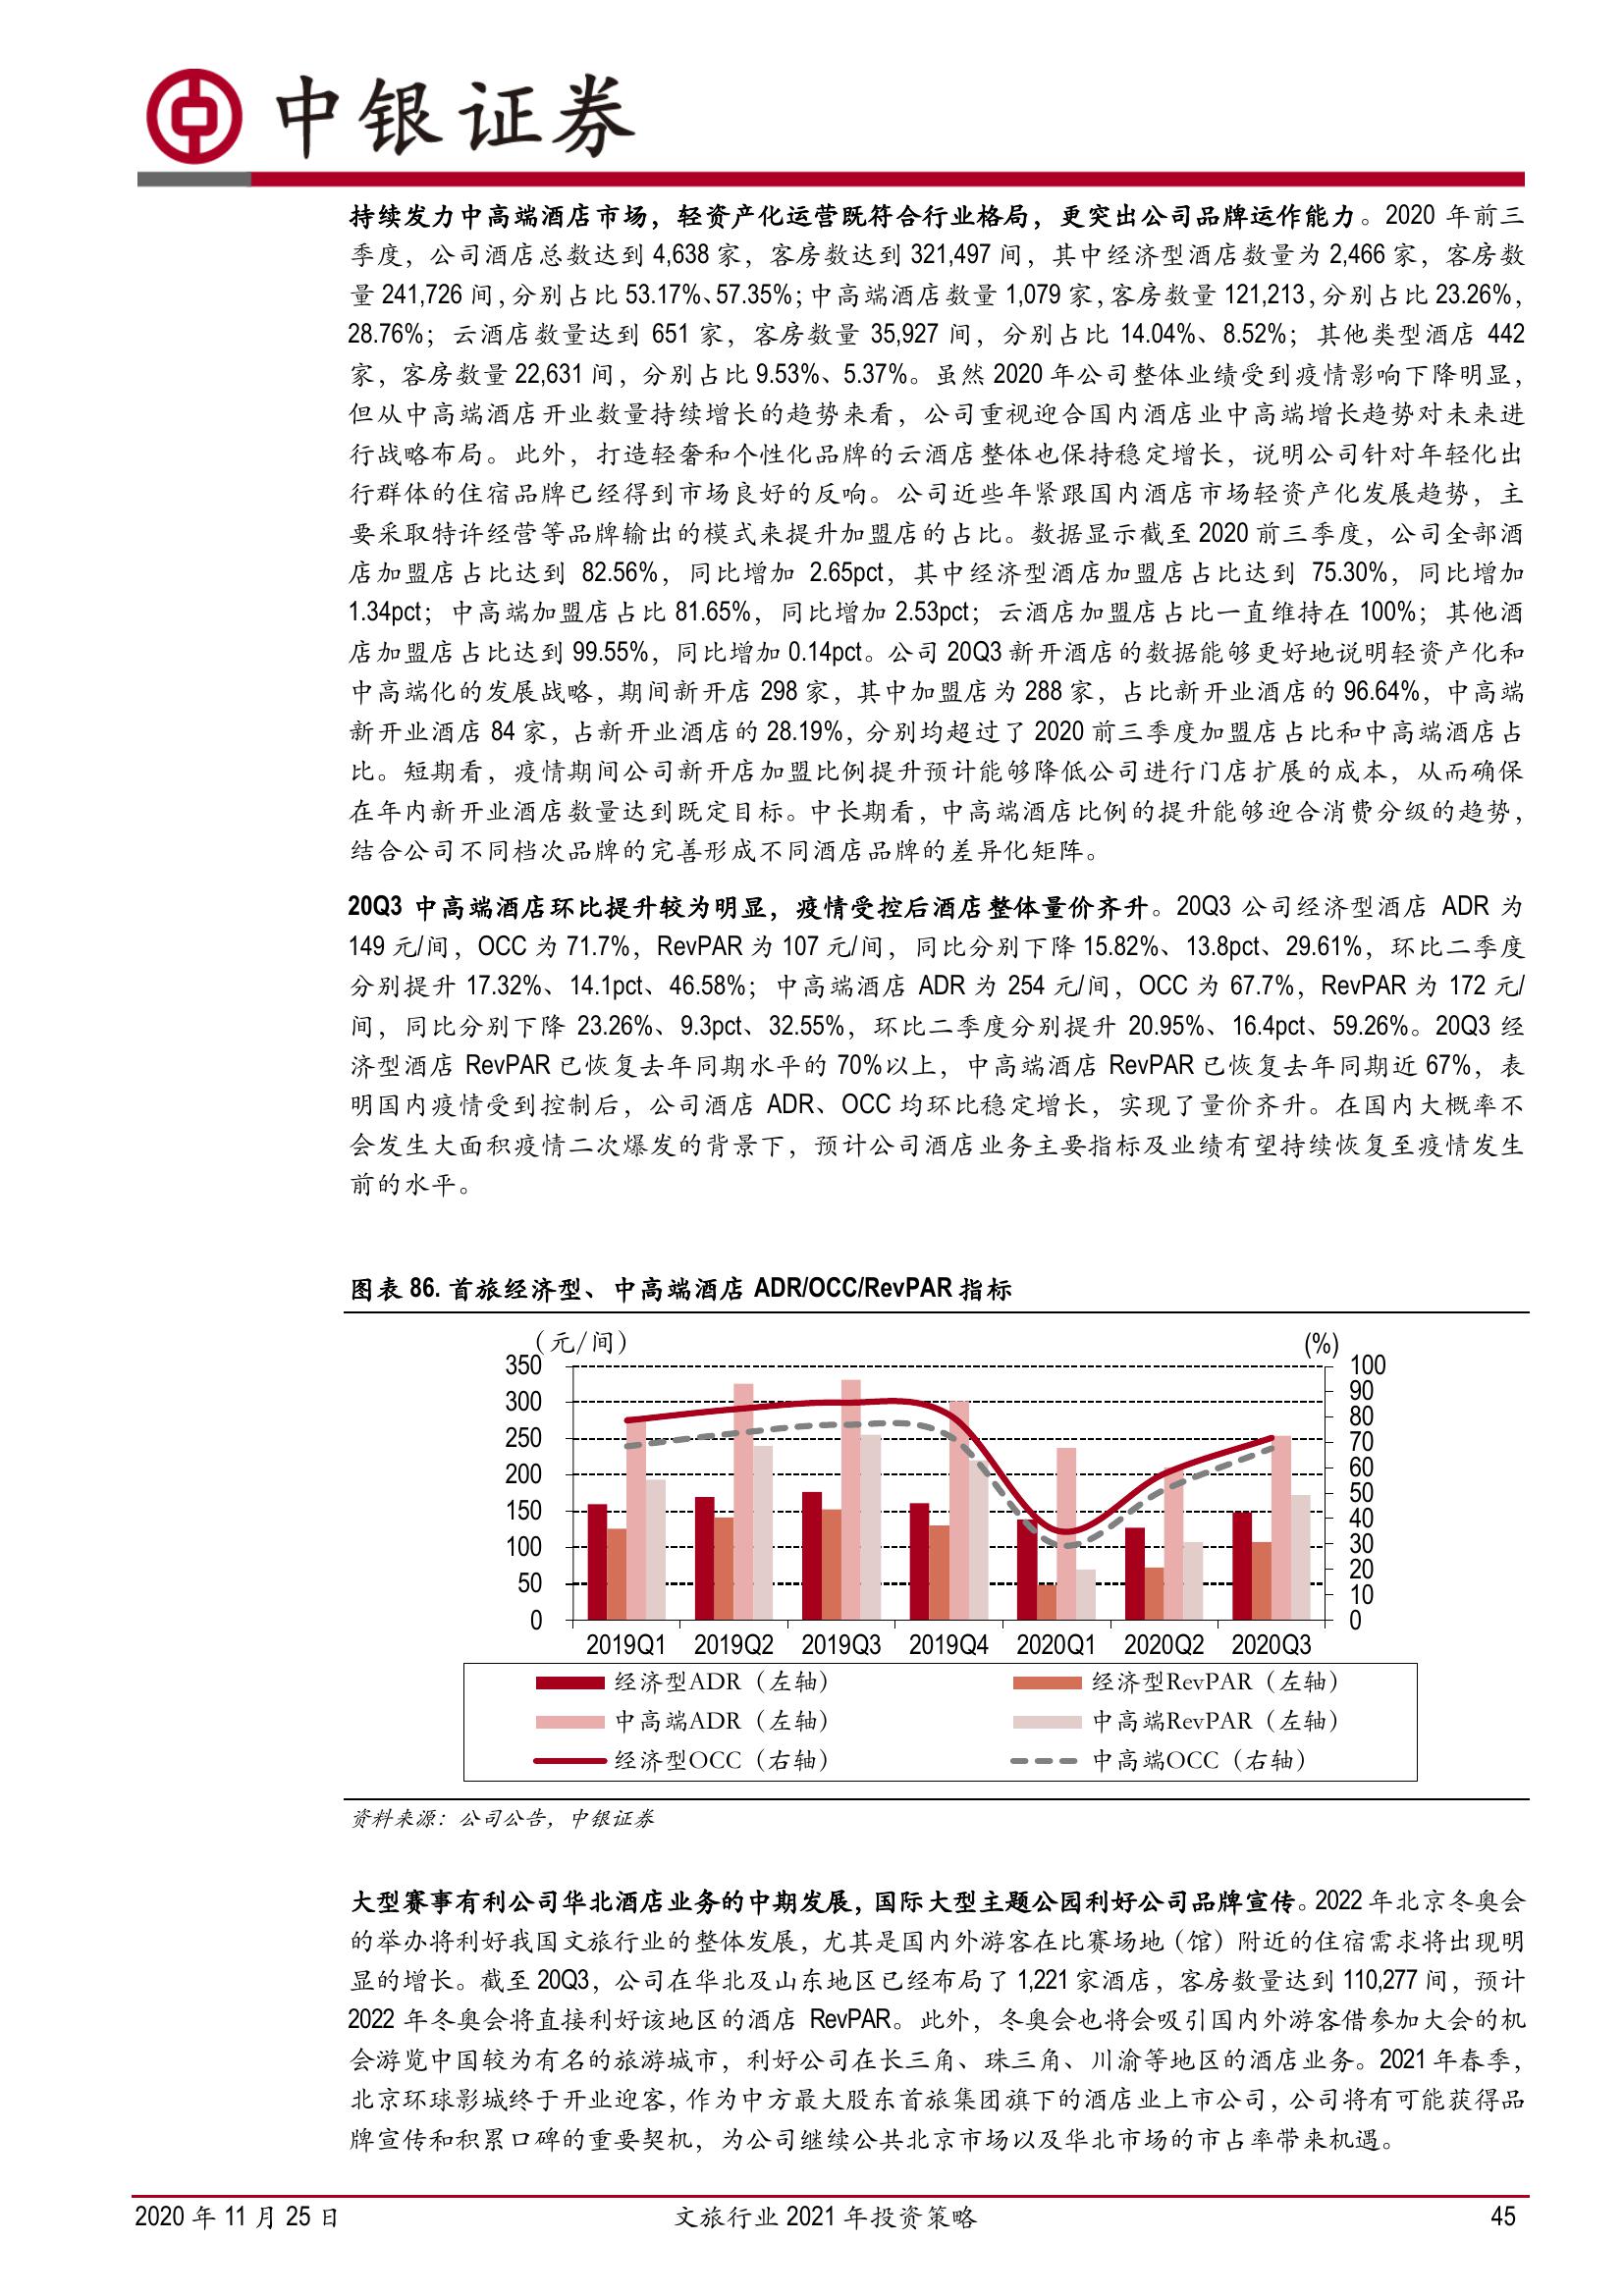 中银证券
持续发力中高端酒店市场，轻资产化运营既符合行业格局，更突出公司品牌运作能力。2020 年前三
季度，公司酒店总数达到 4,638 家，客房数达到 321,497 间，其中经济型酒店数量为 2,466 家，客房数
量 241,726 间，分别占比 53.17%、57.35%；中高端酒店数量 1,079 家，客房数量 121,213，分别占比 23.26%，
28.76%；云酒店数量达到 651 家，客房数量 35,927 间，分别占比 14.04%、8.52%；其他类型酒店 442
家，客房数量 22,631 间，分别占比 9.53%、5.37%。虽然 2020 年公司整体业绩受到疫情影响下降明显，
但从中高端酒店开业数量持续增长的趋势来看，公司重视迎合国内酒店业中高端增长趋势对未来进
行战略布局。此外，打造轻奢和个性化品牌的云酒店整体也保持稳定增长，说明公司针对年轻化出
行群体的住宿品牌已经得到市场良好的反响。公司近些年紧跟国内酒店市场轻资产化发展趋势，主
要采取特许经营等品牌输出的模式来提升加盟店的占比。数据显示截至 2020 前三季度，公司全部酒
店加盟店占比达到 82.56%，同比增加 2.65pct，其中经济型酒店加盟店占比达到 75.30%，同比增加
1.34pct；中高端加盟店占比 81.65%，同比增加 2.53pct；云酒店加盟店占比一直维持在 100%；其他酒
店加盟店占比达到 99.55%，同比增加 0.14pct。公司 20Q3 新开酒店的数据能够更好地说明轻资产化和
中高端化的发展战略，期间新开店 298 家，其中加盟店为 288 家，占比新开业酒店的 96.64%，中高端
新开业酒店 84 家，占新开业酒店的 28.19%，分别均超过了 2020 前三季度加盟店占比和中高端酒店占
比。短期看，疫情期间公司新开店加盟比例提升预计能够降低公司进行门店扩展的成本，从而确保
在年内新开业酒店数量达到既定目标。中长期看，中高端酒店比例的提升能够迎合消费分级的趋势，
结合公司不同档次品牌的完善形成不同酒店品牌的差异化矩阵。
20Q3 中高端酒店环比提升较为明显，疫情受控后酒店整体量价齐升。20Q3 公司经济型酒店 ADR 为
149 元/间，OCC 为 71.7%，RevPAR 为 107 元/间，同比分别下降 15.82%、13.8pct、29.61%，环比二季度
分别提升 17.32%、14.1pct、46.58%；中高端酒店 ADR 为 254 元/间，OCC 为 67.7%，RevPAR 为 172 元/
间，同比分别下降 23.26%、9.3pct、32.55%，环比二季度分别提升 20.95%、16.4pct、59.26%。20Q3 经
济型酒店 RevPAR 已恢复去年同期水平的 70%以上，中高端酒店 RevPAR 已恢复去年同期近 67%，表
明国内疫情受到控制后，公司酒店 ADR、OCC 均环比稳定增长，实现了量价齐升。在国内大概率不
会发生大面积疫情二次爆发的背景下，预计公司酒店业务主要指标及业绩有望持续恢复至疫情发生
前的水平。
图表 86. 首旅经济型、中高端酒店 ADR/OCC/RevPAR 指标
（元/间） (%)
350 100
300 90
250 80
200 70
150 60
100 50
50 40
0 30
20
10
0
2019Q1 2019Q2 2019Q3 2019Q4 2020Q1 2020Q2 2020Q3
经济型ADR（左轴） 经济型RevPAR（左轴）
中高端ADR（左轴） 中高端RevPAR（左轴）
经济型OCC（右轴） 中高端OCC（右轴）
资料来源：公司公告，中银证券
大型赛事有利公司华北酒店业务的中期发展，国际大型主题公园利好公司品牌宣传。2022 年北京冬奥会
的举办将利好我国文旅行业的整体发展，尤其是国内外游客在比赛场地（馆）附近的住宿需求将出现明
显的增长。截至 20Q3，公司在华北及山东地区已经布局了 1,221 家酒店，客房数量达到 110,277 间，预计
2022 年冬奥会将直接利好该地区的酒店 RevPAR。此外，冬奥会也将会吸引国内外游客借参加大会的机
会游览中国较为有名的旅游城市，利好公司在长三角、珠三角、川渝等地区的酒店业务。2021 年春季，
北京环球影城终于开业迎客，作为中方最大股东首旅集团旗下的酒店业上市公司，公司将有可能获得品
牌宣传和积累口碑的重要契机，为公司继续公共北京市场以及华北市场的市占率带来机遇。
2020 年 11 月 25 日 文旅行业 2021 年投资策略 45